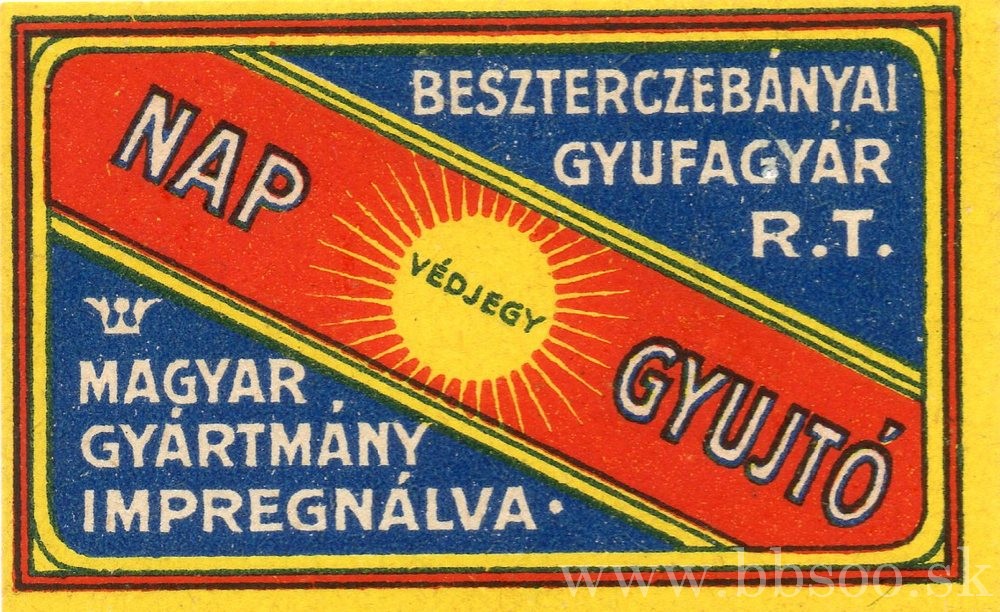 BESZTERCZEBÁNYAI
GYUFAGYÁR
R.T.
NAP
VÉDJEGY
GYUJTÓ
MAGYAR
GYÁRTMÁNY
IMPREGNÁLVA·
www.bbsoo.sk